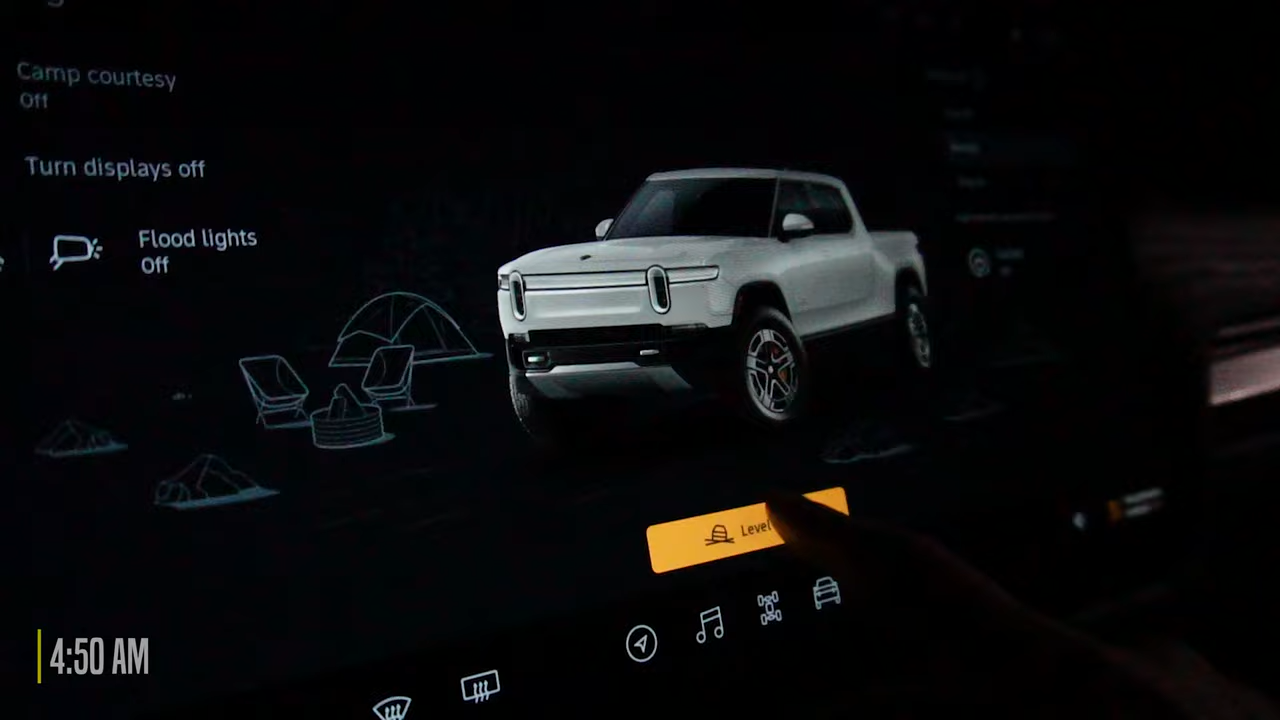 Camp courtesy
Off
Turn displays off
Flood lights
Off
Level
4:50 AM